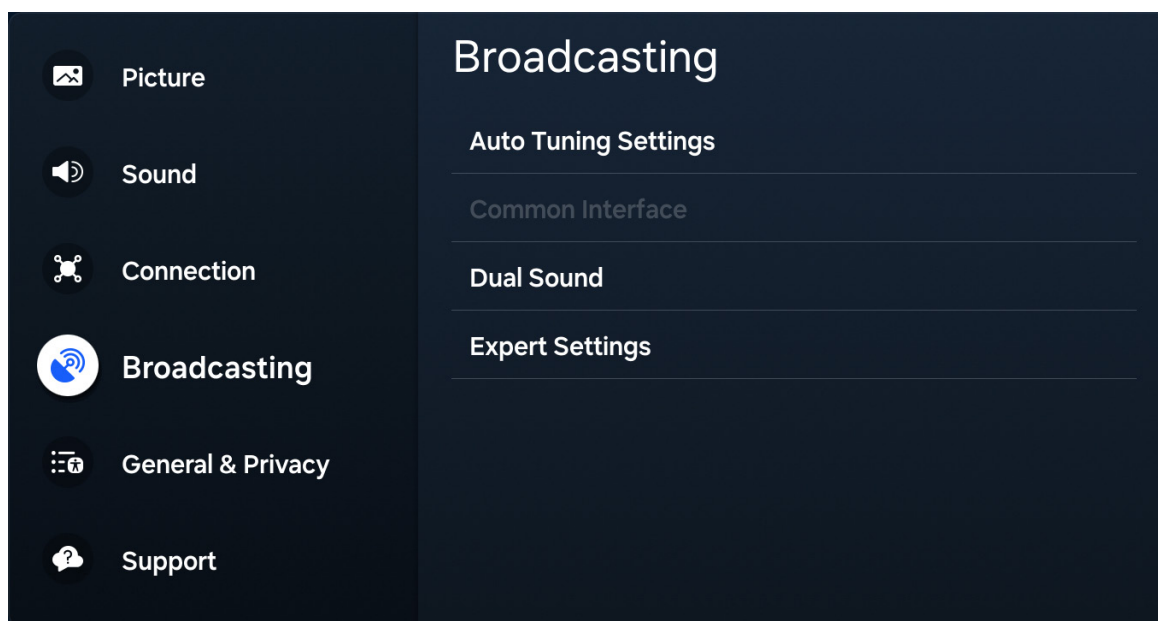 Picture
Sound
Connection
Broadcasting
General & Privacy
Support
Broadcasting
Auto Tuning Settings
Common Interface
Dual Sound
Expert Settings